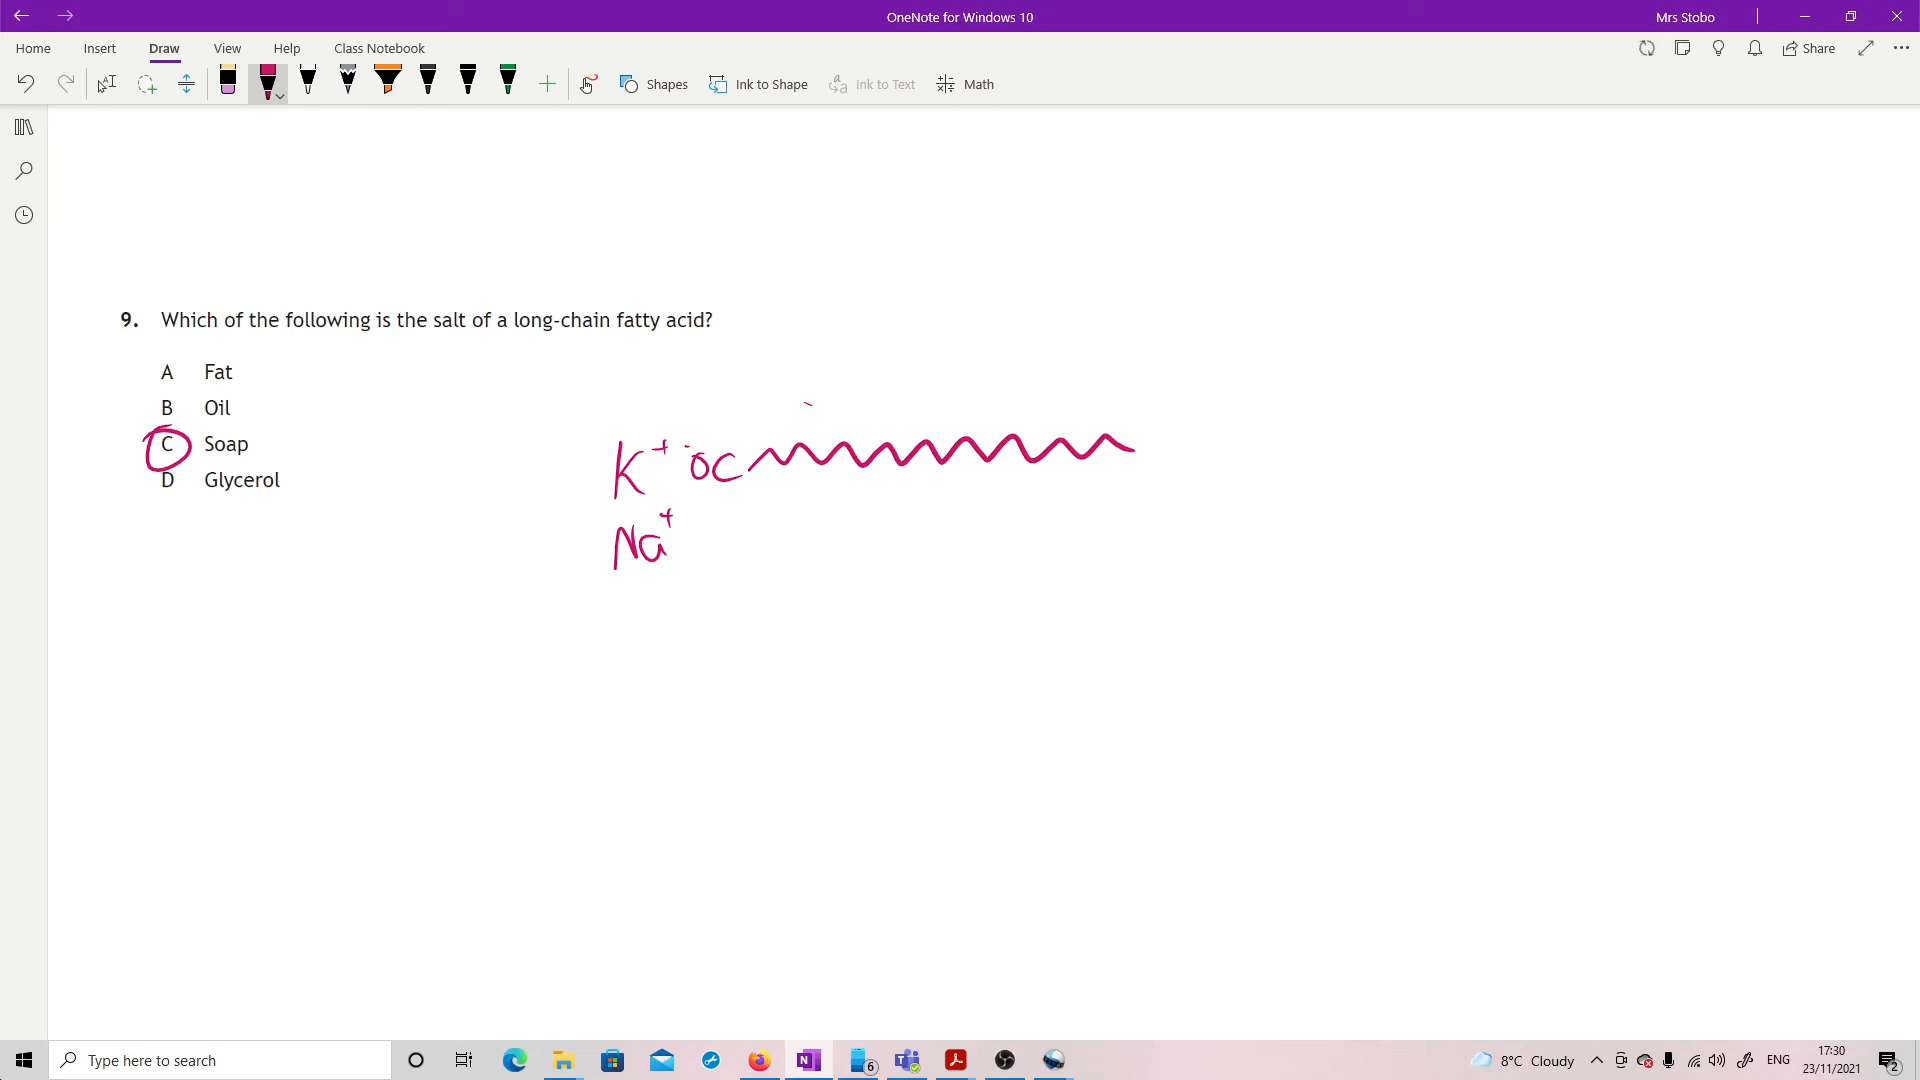 OneNote for Windows 10
Mrs Stobo
Home Insert Draw View Help Class Notebook
Share
Shapes Ink to Shape Ink to Text Math
9. Which of the following is the salt of a long-chain fatty acid?
A Fat
B Oil
C Soap
D Glycerol
K⁺ ⁻OC
Na⁺
Type here to search
6
8°C Cloudy
ENG
17:30
23/11/2021
2